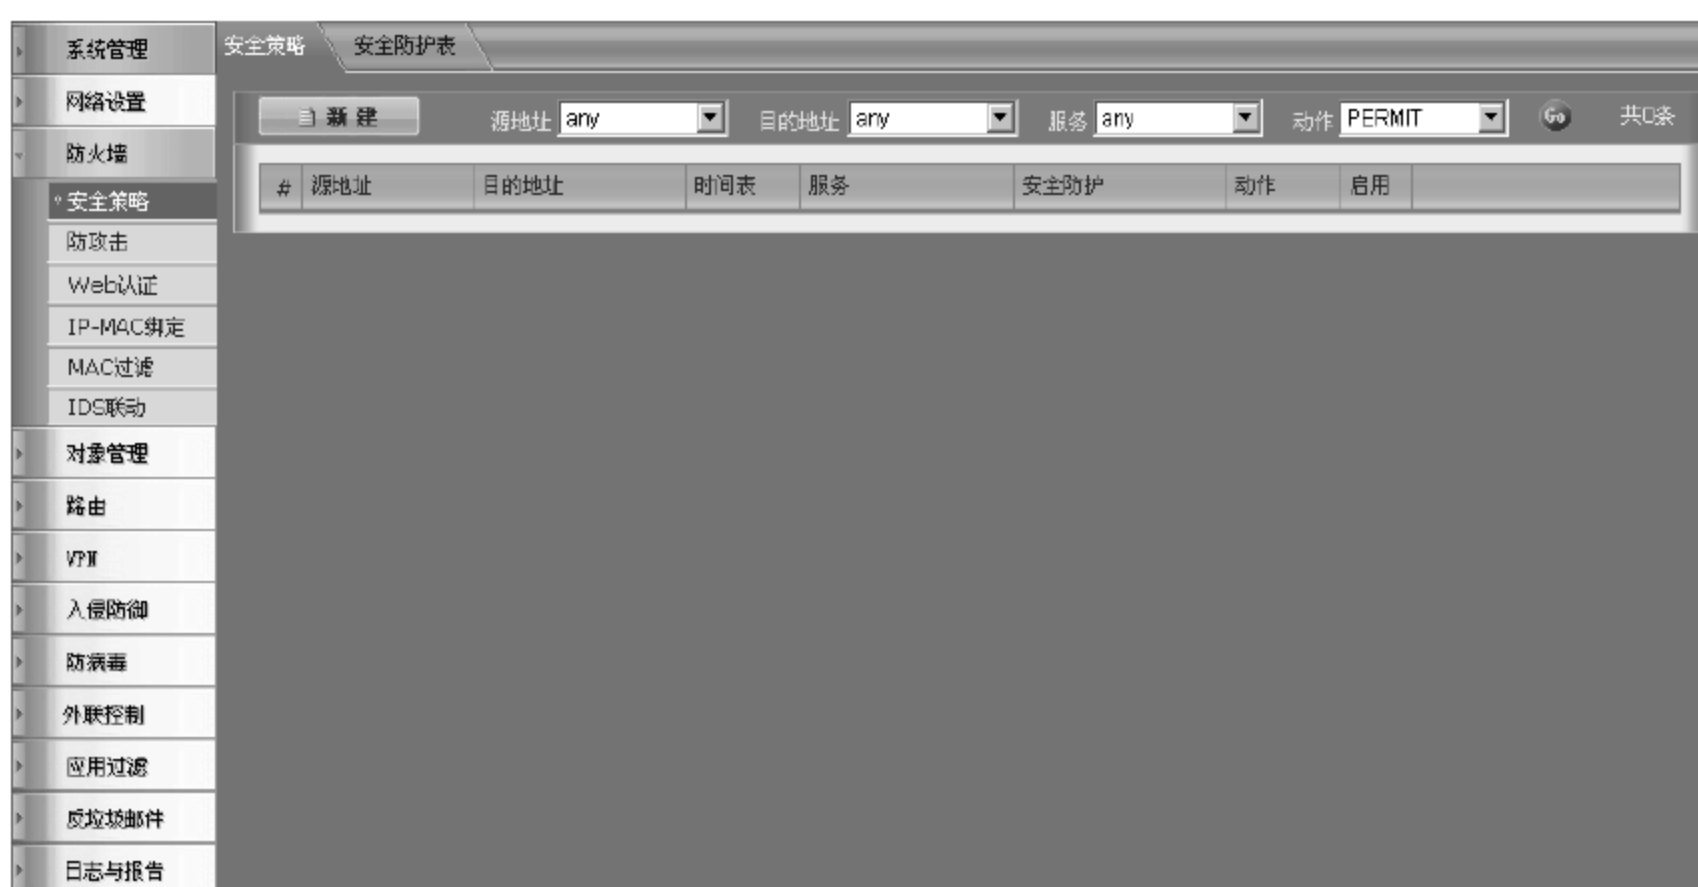 系统管理
网络设置
防火墙
安全策略
防攻击
Web认证
IP-MAC绑定
MAC过滤
IDS联动
对象管理
路由
VPN
入侵防御
防病毒
外联控制
应用过滤
反垃圾邮件
日志与报告
安全策略 安全防护表
新建 源地址 any 目的地址 any 服务 any 动作 PERMIT Go 共0条
# 源地址 目的地址 时间表 服务 安全防护 动作 启用